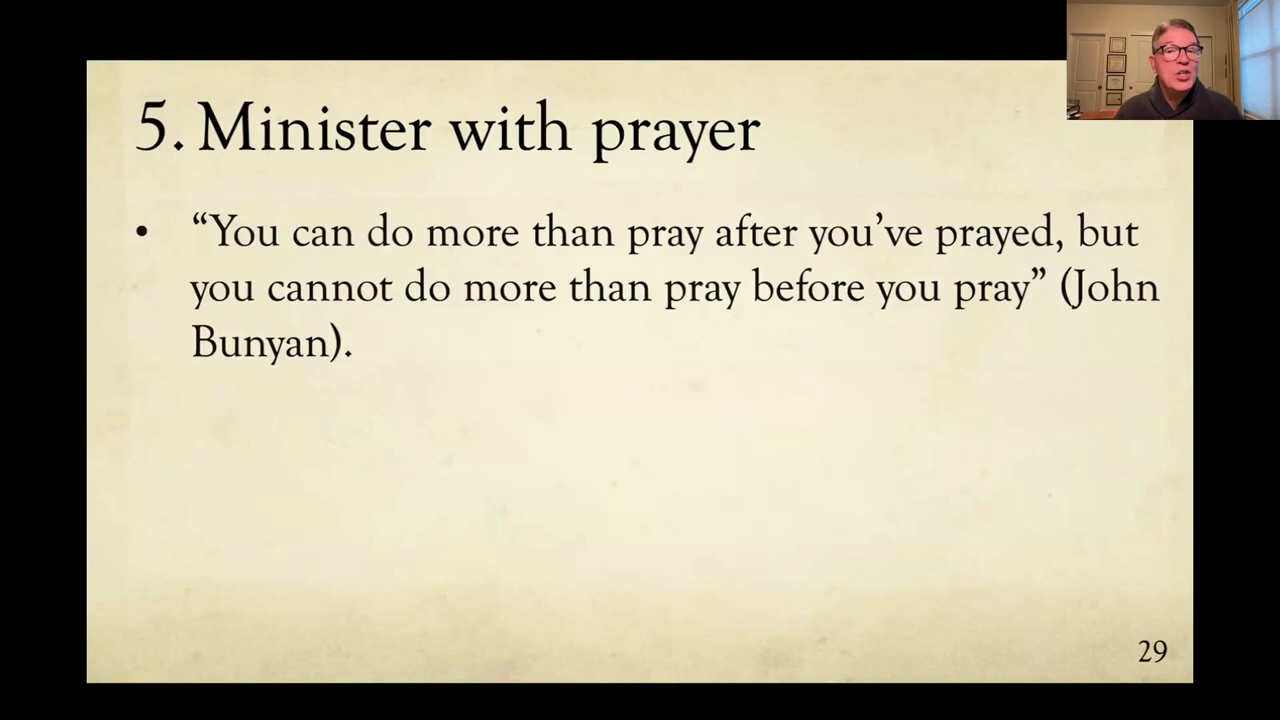 5. Minister with prayer
• “You can do more than pray after you’ve prayed, but
you cannot do more than pray before you pray” (John
Bunyan).
29